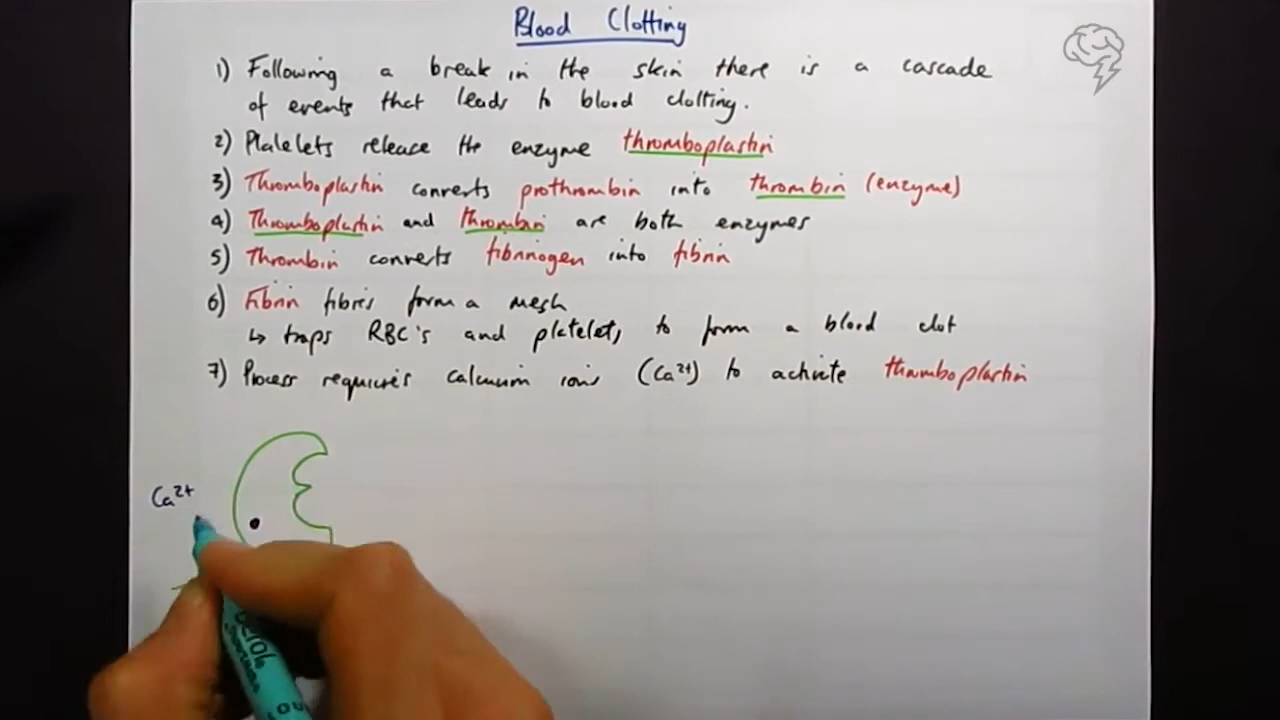 Blood Clotting
1) Following a break in the skin there is a cascade
of events that leads to blood clotting.
2) Platelets release the enzyme thromboplastin
3) Thromboplastin converts prothrombin into thrombin (enzyme)
4) Thromboplastin and thrombin are both enzymes
5) Thrombin converts fibrinogen into fibrin
6) Fibrin fibres form a mesh
↳ traps RBC's and platelets to form a blood clot
7) Process requires calcium ions (Ca²⁺) to activate thromboplastin
Ca²⁺